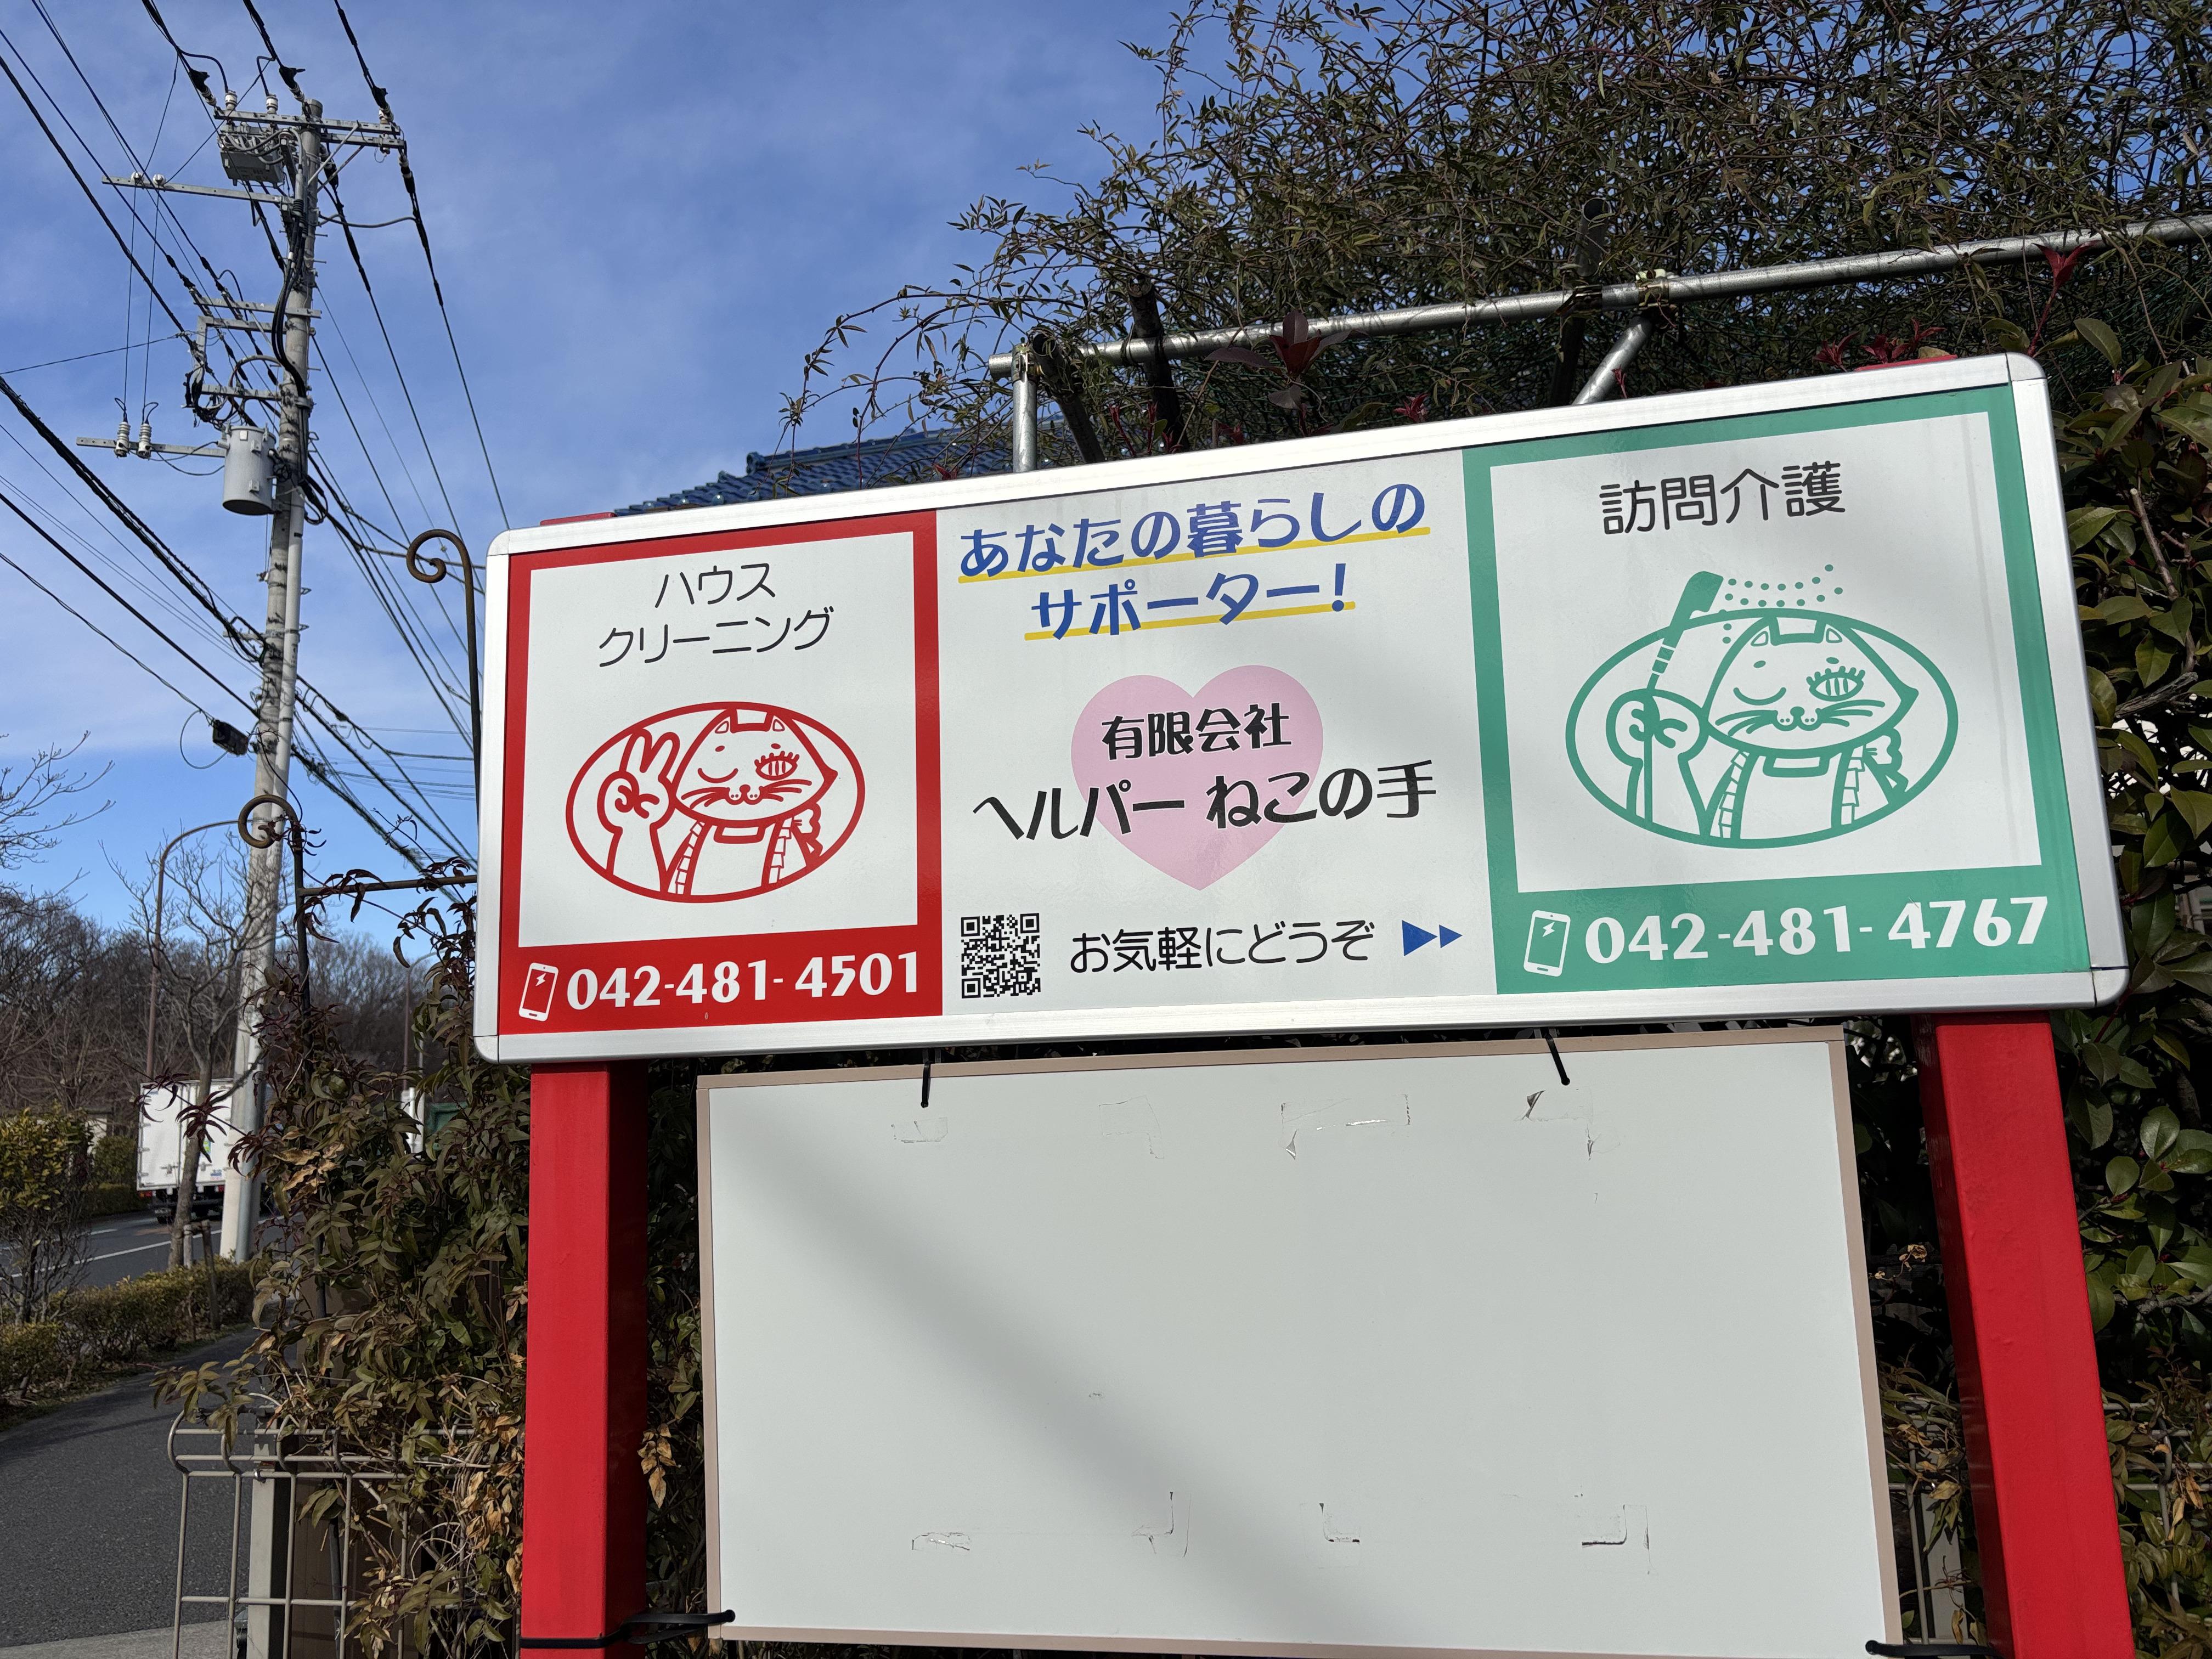 ハウス
クリーニング
042-481-4501
あなたの暮らしの
サポーター!
有限会社
ヘルパー ねこの手
お気軽にどうぞ
訪問介護
042-481-4767